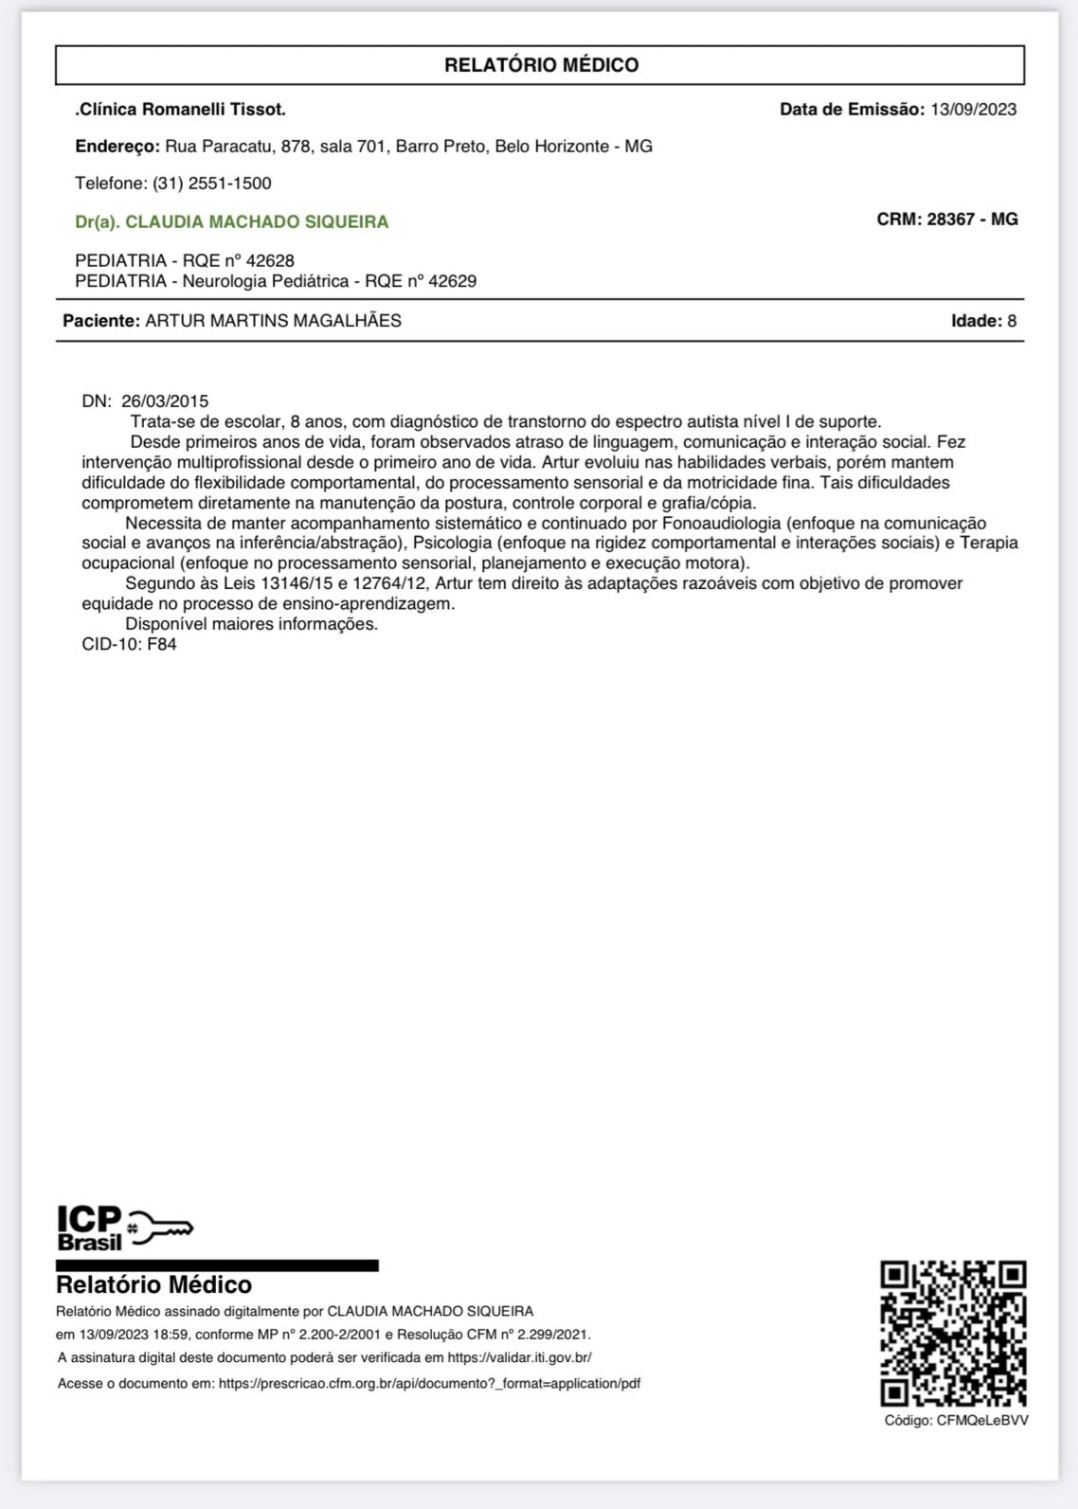 RELATÓRIO MÉDICO
.Clínica Romanelli Tissot.
Data de Emissão: 13/09/2023
Endereço: Rua Paracatu, 878, sala 701, Barro Preto, Belo Horizonte - MG
Telefone: (31) 2551-1500
Dr(a). CLAUDIA MACHADO SIQUEIRA
CRM: 28367 - MG
PEDIATRIA - RQE nº 42628
PEDIATRIA - Neurologia Pediátrica - RQE nº 42629
Paciente: ARTUR MARTINS MAGALHÃES
Idade: 8
DN: 26/03/2015
Trata-se de escolar, 8 anos, com diagnóstico de transtorno do espectro autista nível I de suporte.
Desde primeiros anos de vida, foram observados atraso de linguagem, comunicação e interação social. Fez
intervenção multiprofissional desde o primeiro ano de vida. Artur evoluiu nas habilidades verbais, porém mantem
dificuldade do flexibilidade comportamental, do processamento sensorial e da motricidade fina. Tais dificuldades
comprometem diretamente na manutenção da postura, controle corporal e grafia/cópia.
Necessita de manter acompanhamento sistemático e continuado por Fonoaudiologia (enfoque na comunicação
social e avanços na inferência/abstração), Psicologia (enfoque na rigidez comportamental e interações sociais) e Terapia
ocupacional (enfoque no processamento sensorial, planejamento e execução motora).
Segundo às Leis 13146/15 e 12764/12, Artur tem direito às adaptações razoáveis com objetivo de promover
equidade no processo de ensino-aprendizagem.
Disponível maiores informações.
CID-10: F84
ICP
Brasil
Relatório Médico
Relatório Médico assinado digitalmente por CLAUDIA MACHADO SIQUEIRA
em 13/09/2023 18:59, conforme MP nº 2.200-2/2001 e Resolução CFM nº 2.299/2021.
A assinatura digital deste documento poderá ser verificada em https://validar.iti.gov.br/
Acesse o documento em: https://prescricao.cfm.org.br/api/documento?_format=application/pdf
Código: CFMQeLeBVV